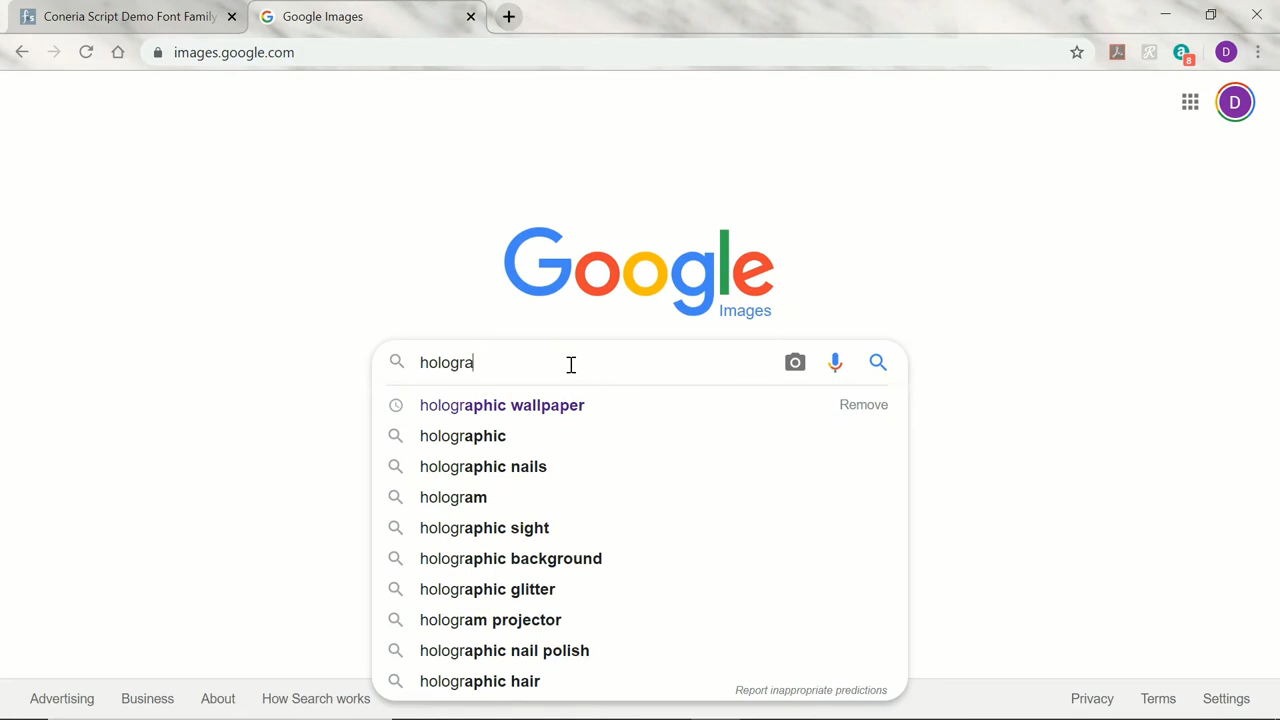 Coneria Script Demo Font Family
Google Images
images.google.com
8
D
D
Google
Images
hologra
holographic wallpaper
Remove
holographic
holographic nails
hologram
holographic sight
holographic background
holographic glitter
hologram projector
holographic nail polish
holographic hair
Report inappropriate predictions
Advertising
Business
About
How Search works
Privacy
Terms
Settings